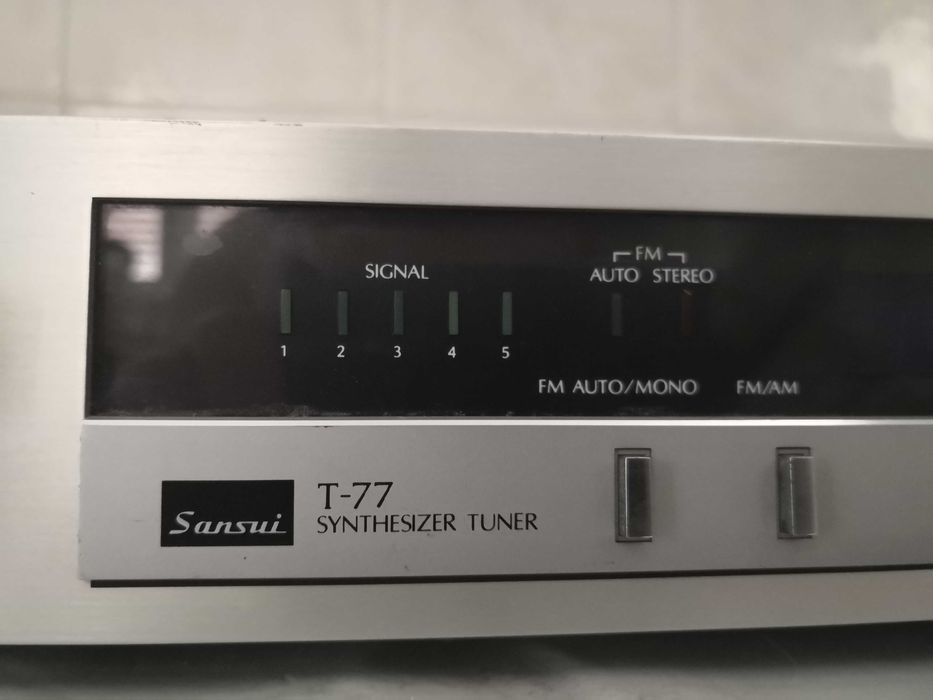 FM
SIGNAL
AUTO STEREO
1 2 3 4 5
FM AUTO/MONO FM/AM
Sansui
T-77
SYNTHESIZER TUNER